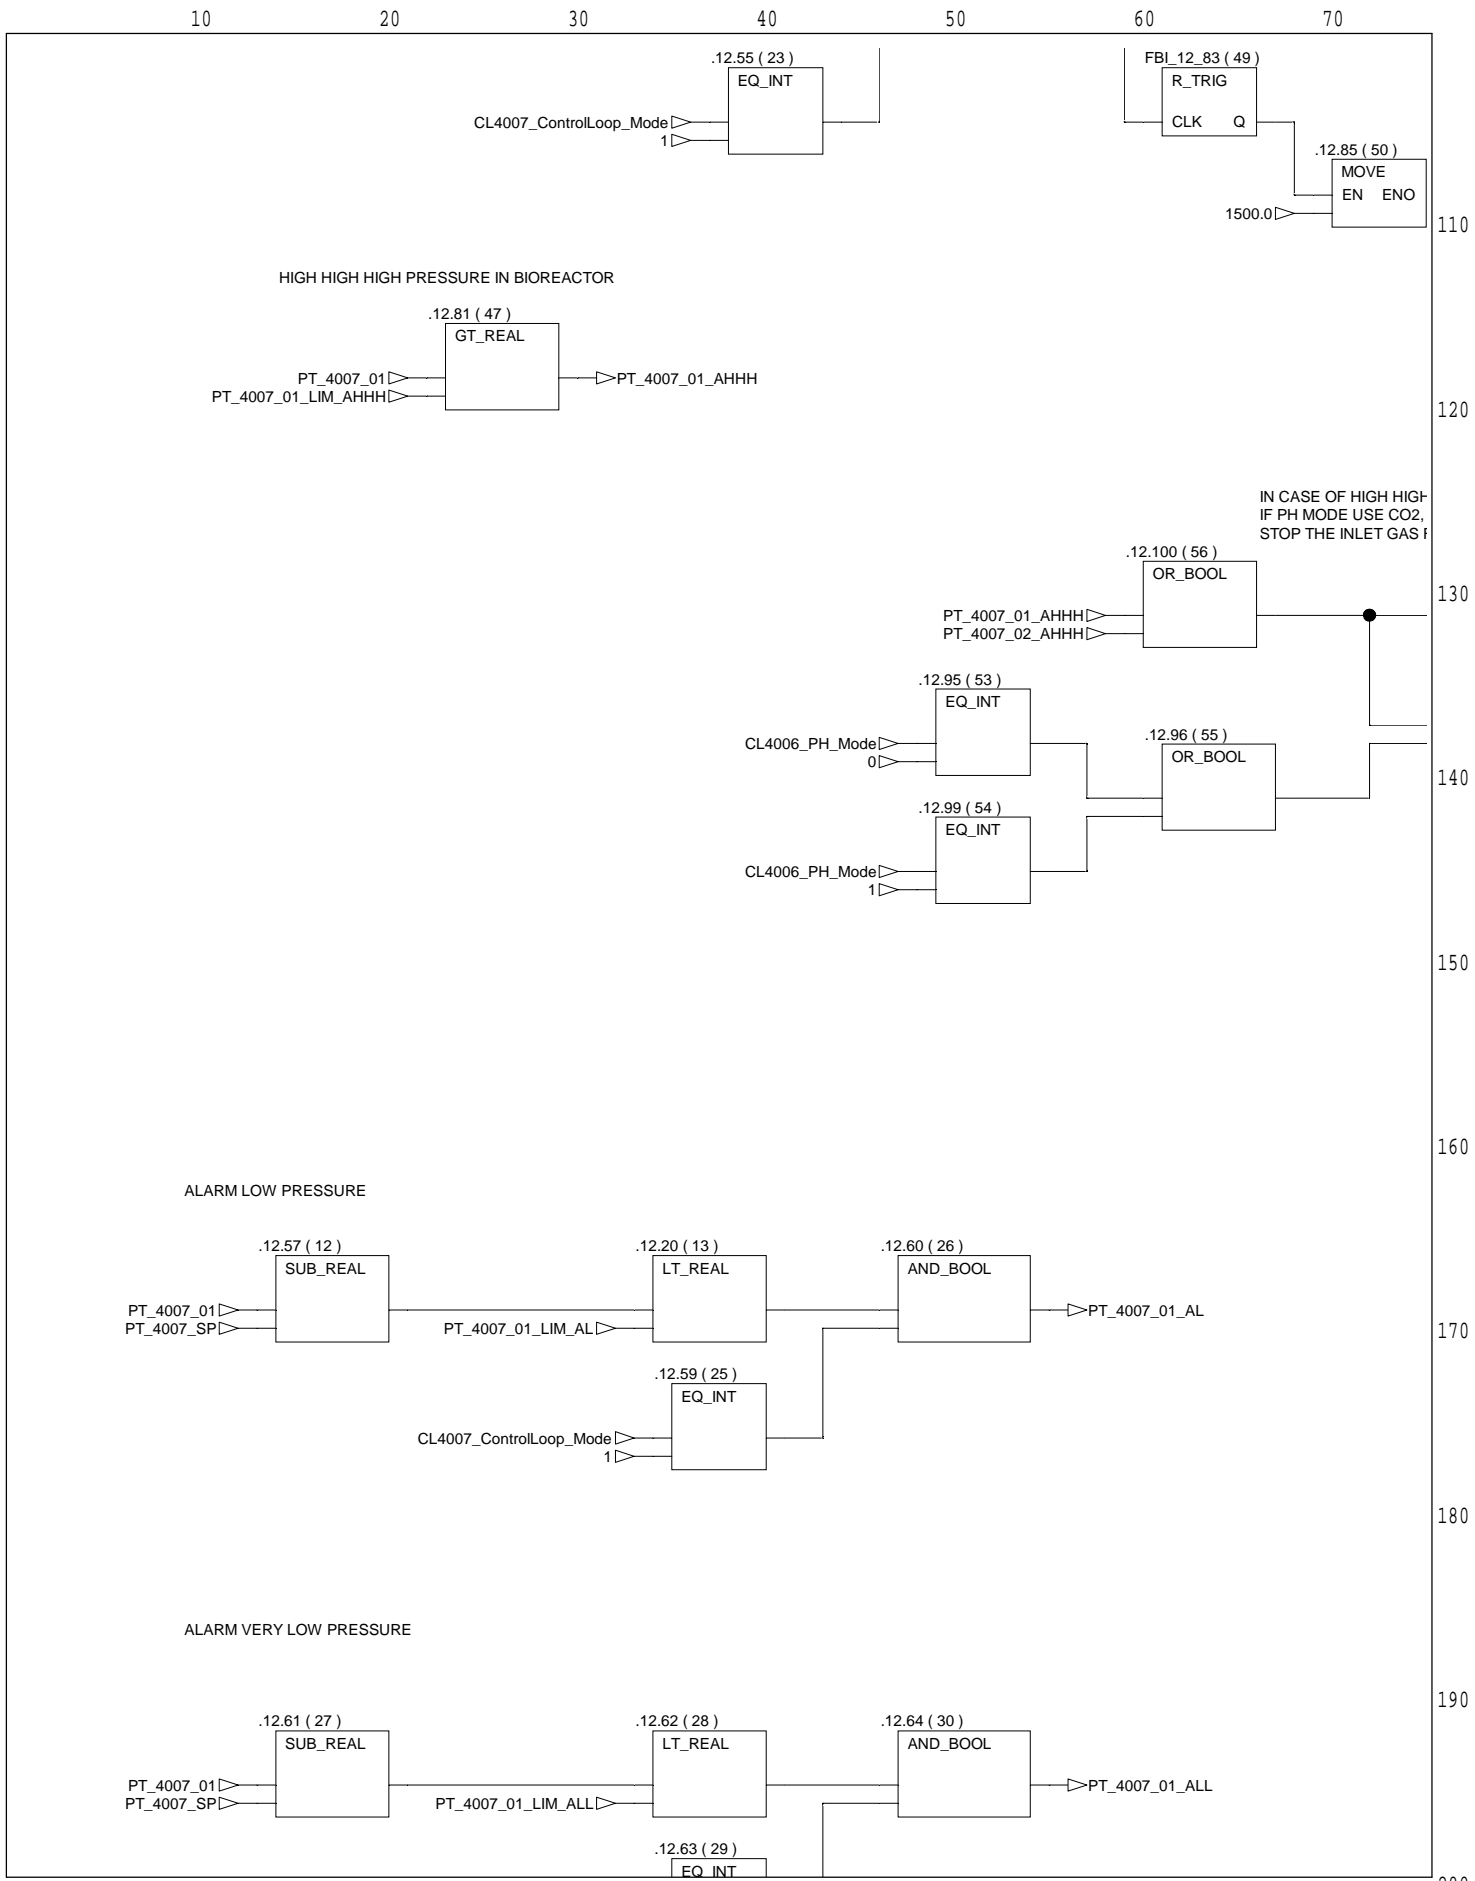 10 20 30 40 50 60 70
.12.55 ( 23 )
EQ_INT
CL4007_ControlLoop_Mode
1
FBI_12_83 ( 49 )
R_TRIG
CLK Q
.12.85 ( 50 )
MOVE
EN ENO
1500.0
110
HIGH HIGH HIGH PRESSURE IN BIOREACTOR
.12.81 ( 47 )
GT_REAL
PT_4007_01
PT_4007_01_AHHH
PT_4007_01_LIM_AHHH
120
IN CASE OF HIGH HIGH
IF PH MODE USE CO2,
STOP THE INLET GAS
.12.100 ( 56 )
OR_BOOL
130
PT_4007_01_AHHH
PT_4007_02_AHHH
.12.95 ( 53 )
EQ_INT
CL4006_PH_Mode
0
.12.96 ( 55 )
OR_BOOL
140
.12.99 ( 54 )
EQ_INT
CL4006_PH_Mode
1
150
160
ALARM LOW PRESSURE
.12.57 ( 12 )
SUB_REAL
PT_4007_01
PT_4007_SP
.12.20 ( 13 )
LT_REAL
PT_4007_01_LIM_AL
.12.60 ( 26 )
AND_BOOL
PT_4007_01_AL
170
.12.59 ( 25 )
EQ_INT
CL4007_ControlLoop_Mode
1
180
ALARM VERY LOW PRESSURE
190
.12.61 ( 27 )
SUB_REAL
PT_4007_01
PT_4007_SP
.12.62 ( 28 )
LT_REAL
PT_4007_01_LIM_ALL
.12.64 ( 30 )
AND_BOOL
PT_4007_01_ALL
.12.63 ( 29 )
EQ_INT